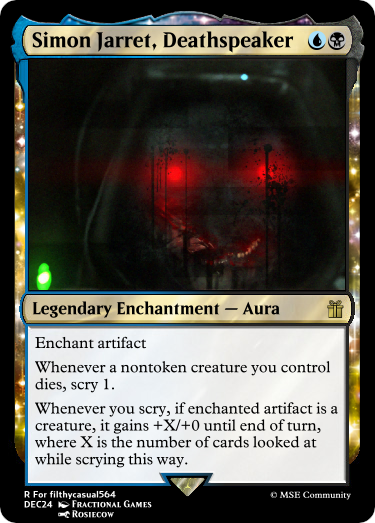 Simon Jarret, Deathspeaker
Legendary Enchantment — Aura
Enchant artifact
Whenever a nontoken creature you control
dies, scry 1.
Whenever you scry, if enchanted artifact is a
creature, it gains +X/+0 until end of turn,
where X is the number of cards looked at
while scrying this way.
R For filthycasual564
DEC24 Fractional Games
Rosiecow
© MSE Community